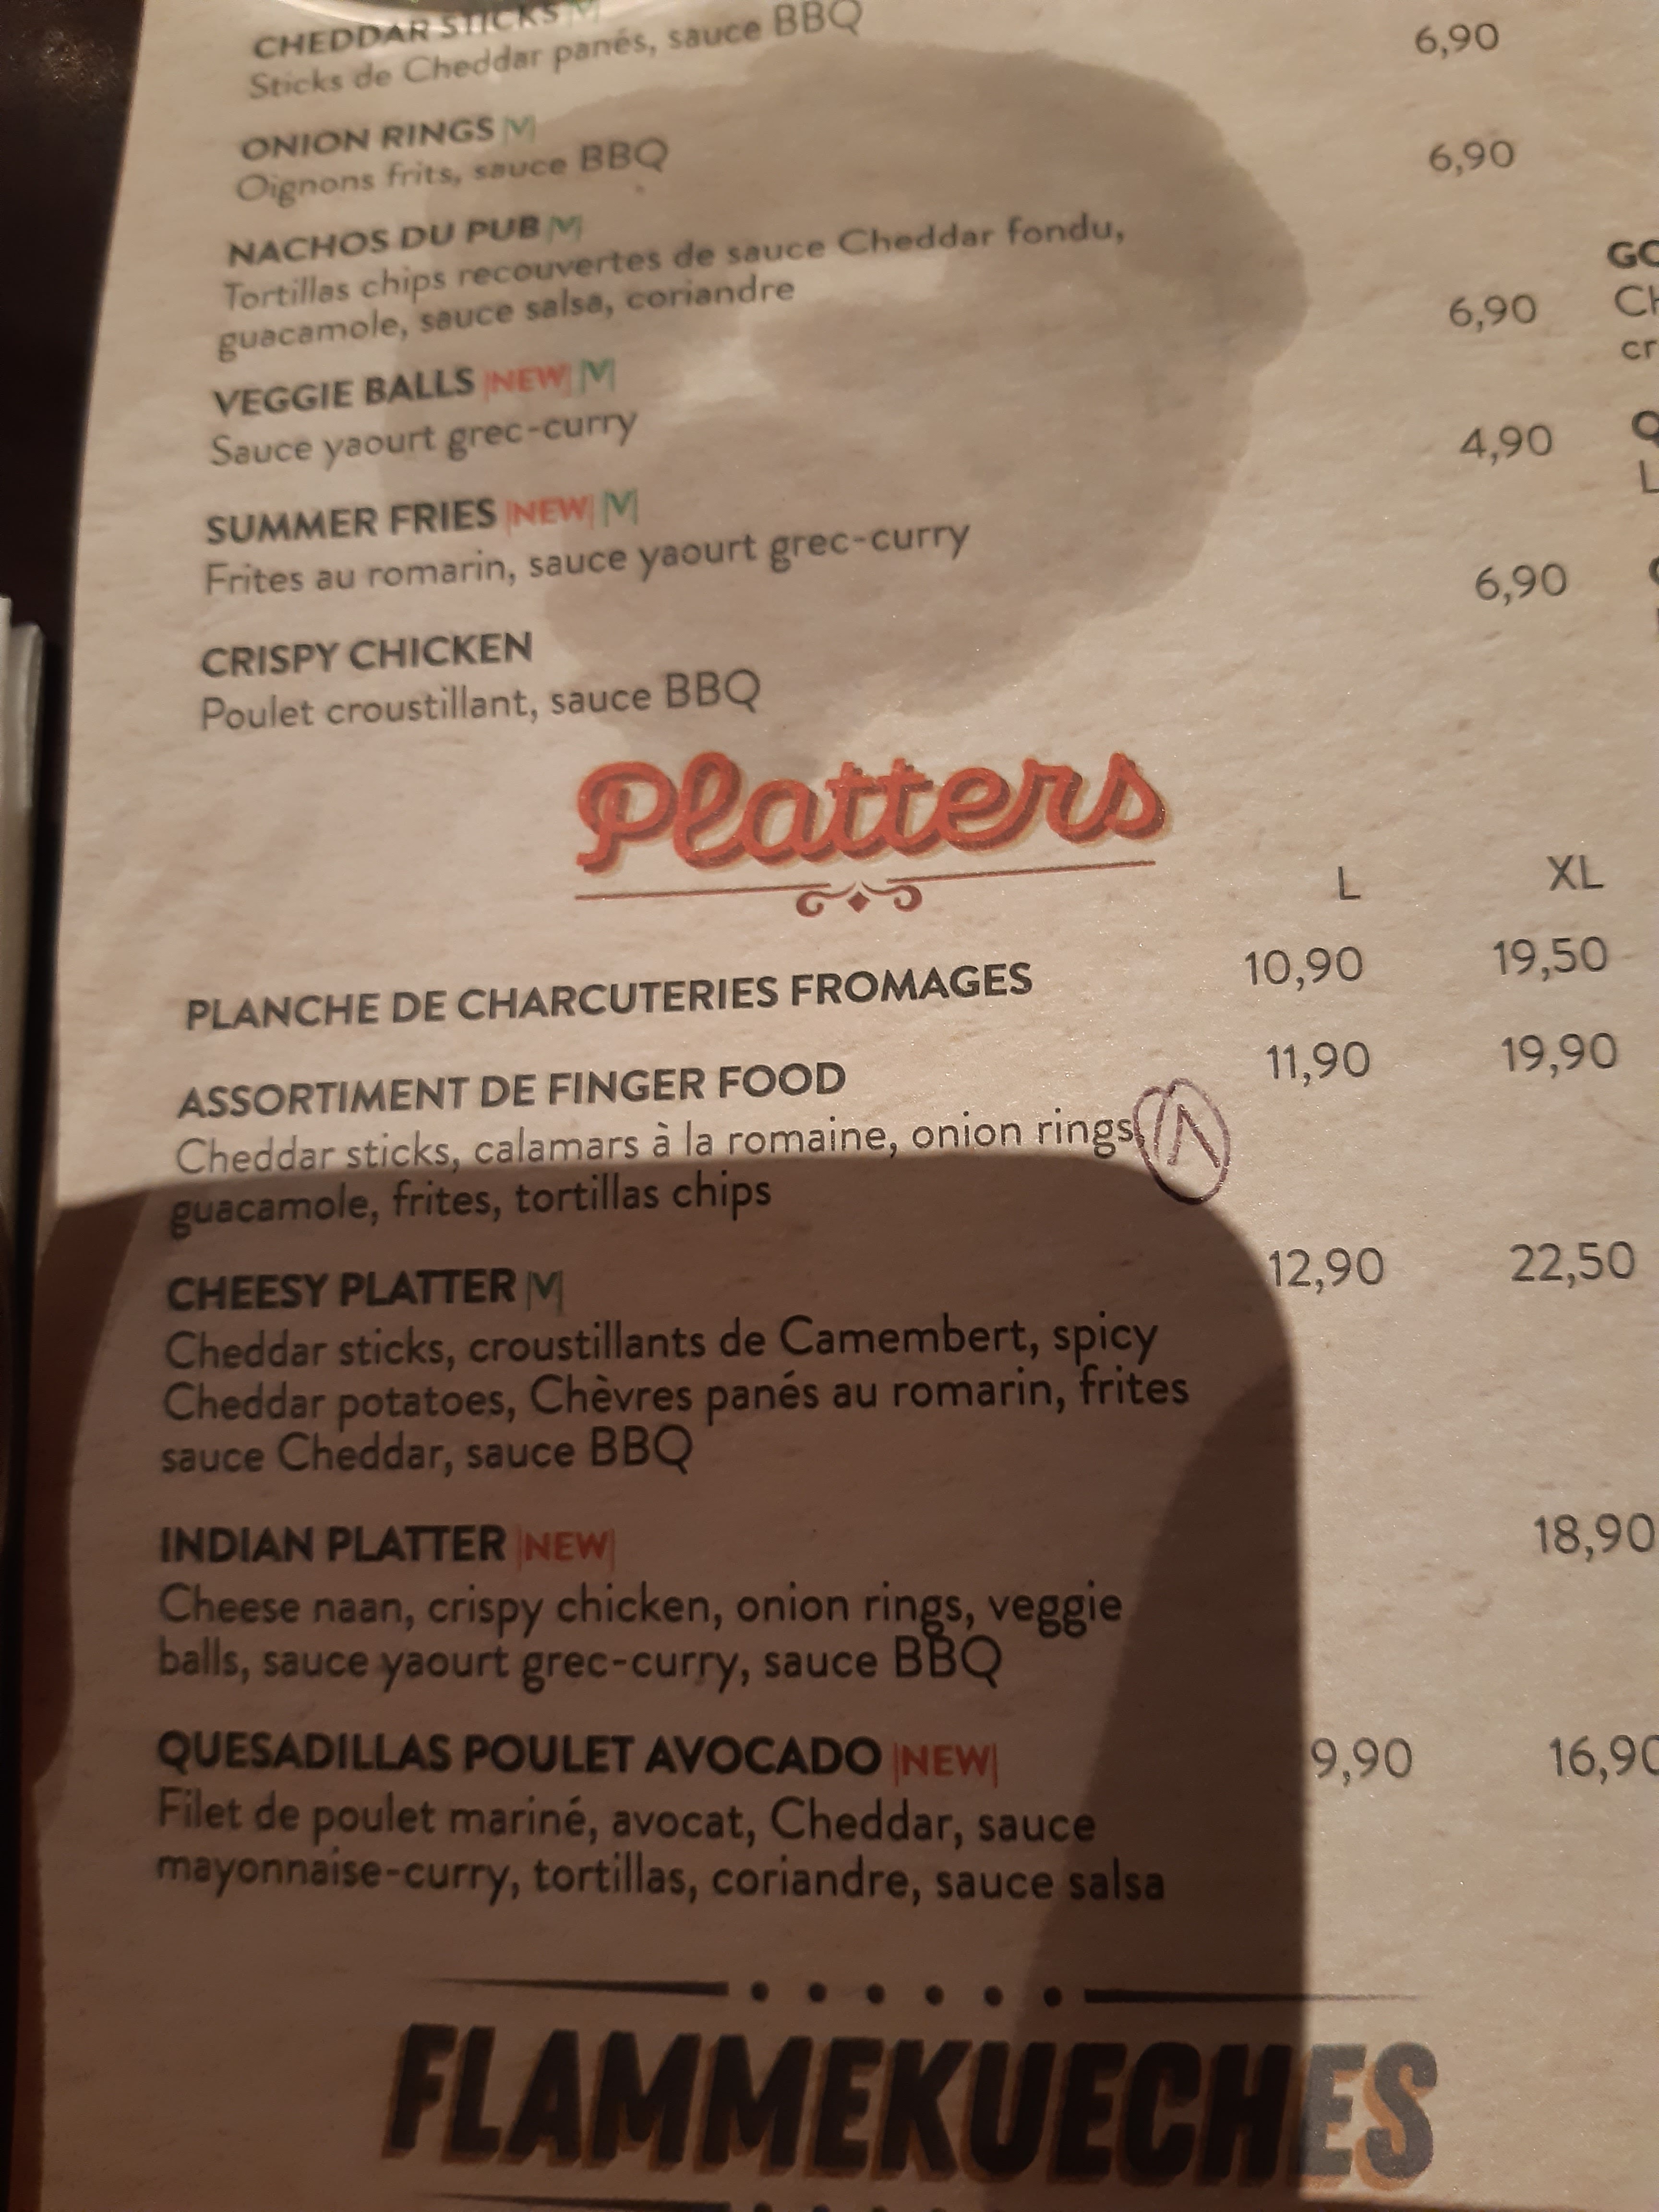 CHEDDAR STICKS
Sticks de Cheddar panés, sauce BBQ
6,90
ONION RINGS
Oignons frits, sauce BBQ
6,90
NACHOS DU PUB
Tortillas chips recouvertes de sauce Cheddar fondu,
guacamole, sauce salsa, coriandre
6,90
VEGGIE BALLS |NEW|
Sauce yaourt grec-curry
4,90
SUMMER FRIES |NEW|
Frites au romarin, sauce yaourt grec-curry
6,90
CRISPY CHICKEN
Poulet croustillant, sauce BBQ
Platters
L XL
PLANCHE DE CHARCUTERIES FROMAGES 10,90 19,50
ASSORTIMENT DE FINGER FOOD 11,90 19,90
Cheddar sticks, calamars à la romaine, onion rings,
guacamole, frites, tortillas chips
CHEESY PLATTER 12,90 22,50
Cheddar sticks, croustillants de Camembert, spicy
Cheddar potatoes, Chèvres panés au romarin, frites
sauce Cheddar, sauce BBQ
INDIAN PLATTER |NEW| 18,90
Cheese naan, crispy chicken, onion rings, veggie
balls, sauce yaourt grec-curry, sauce BBQ
QUESADILLAS POULET AVOCADO |NEW| 9,90 16,90
Filet de poulet mariné, avocat, Cheddar, sauce
mayonnaise-curry, tortillas, coriandre, sauce salsa
FLAMMEKUECHES